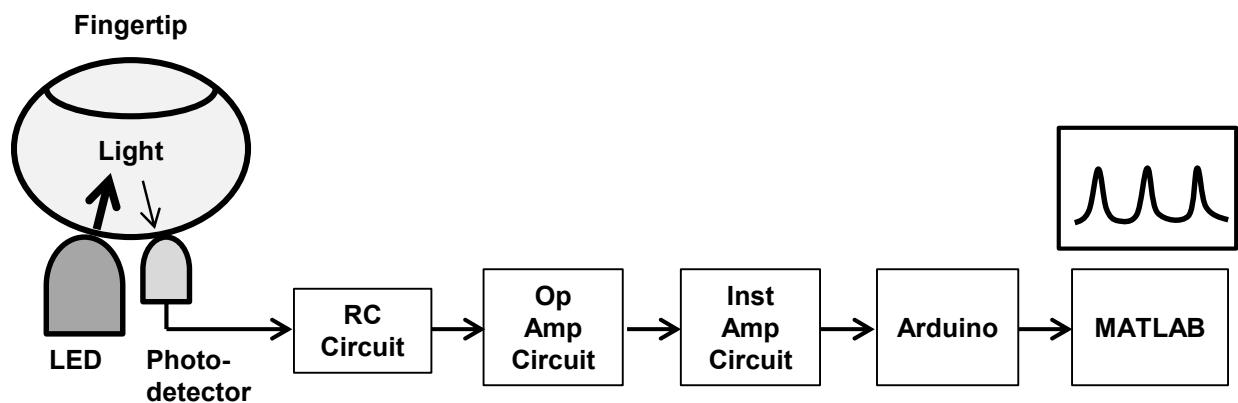 Fingertip
Light
LED
Photo-
detector
RC
Circuit
Op
Amp
Circuit
Inst
Amp
Circuit
Arduino
MATLAB